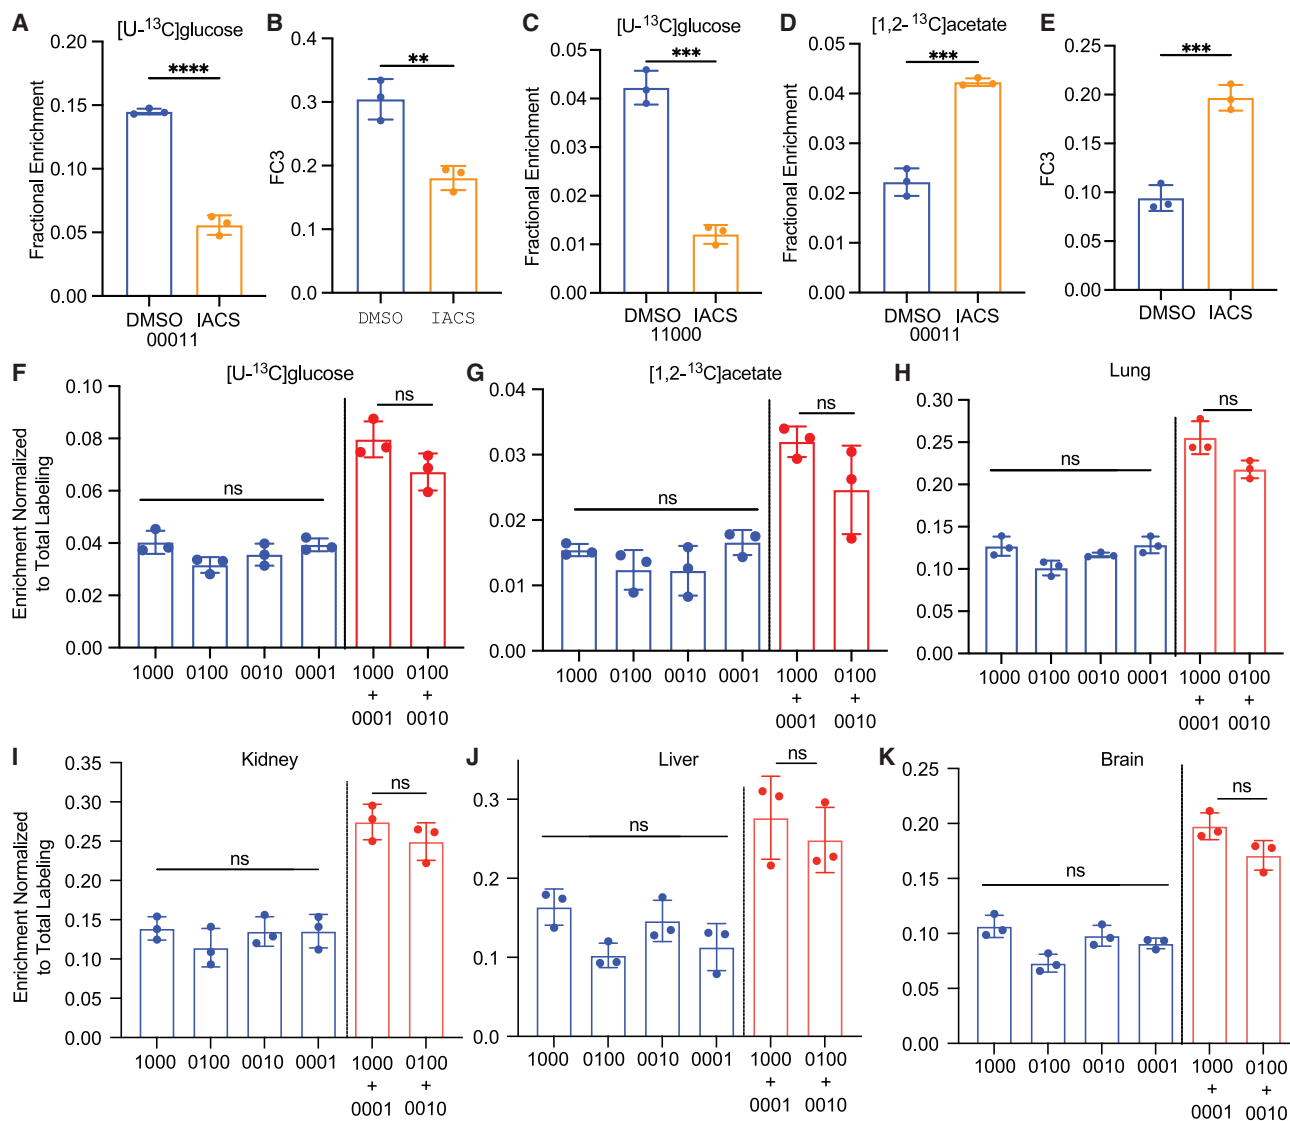 A
[U-¹³C]glucose
****
Fractional Enrichment
0.20
0.15
0.10
0.05
0.00
DMSO IACS
00011
B
**
FC3
0.4
0.3
0.2
0.1
0.0
DMSO IACS
C
[U-¹³C]glucose
***
Fractional Enrichment
0.05
0.04
0.03
0.02
0.01
0.00
DMSO IACS
11000
D
[1,2-¹³C]acetate
***
Fractional Enrichment
0.05
0.04
0.03
0.02
0.01
0.00
DMSO IACS
00011
E
***
FC3
0.25
0.20
0.15
0.10
0.05
0.00
DMSO IACS
F
[U-¹³C]glucose
ns
ns
Enrichment Normalized
to Total Labeling
0.10
0.08
0.06
0.04
0.02
0.00
1000 0100 0010 0001 1000 0100
+ +
0001 0010
G
[1,2-¹³C]acetate
ns
ns
0.04
0.03
0.02
0.01
0.00
1000 0100 0010 0001 1000 0100
+ +
0001 0010
H
Lung
ns
ns
0.30
0.25
0.20
0.15
0.10
0.05
0.00
1000 0100 0010 0001 1000 0100
+ +
0001 0010
I
Kidney
ns
ns
Enrichment Normalized
to Total Labeling
0.35
0.30
0.25
0.20
0.15
0.10
0.05
0.00
1000 0100 0010 0001 1000 0100
+ +
0001 0010
J
Liver
ns
ns
0.3
0.2
0.1
0.0
1000 0100 0010 0001 1000 0100
+ +
0001 0010
K
Brain
ns
ns
0.25
0.20
0.15
0.10
0.05
0.00
1000 0100 0010 0001 1000 0100
+ +
0001 0010